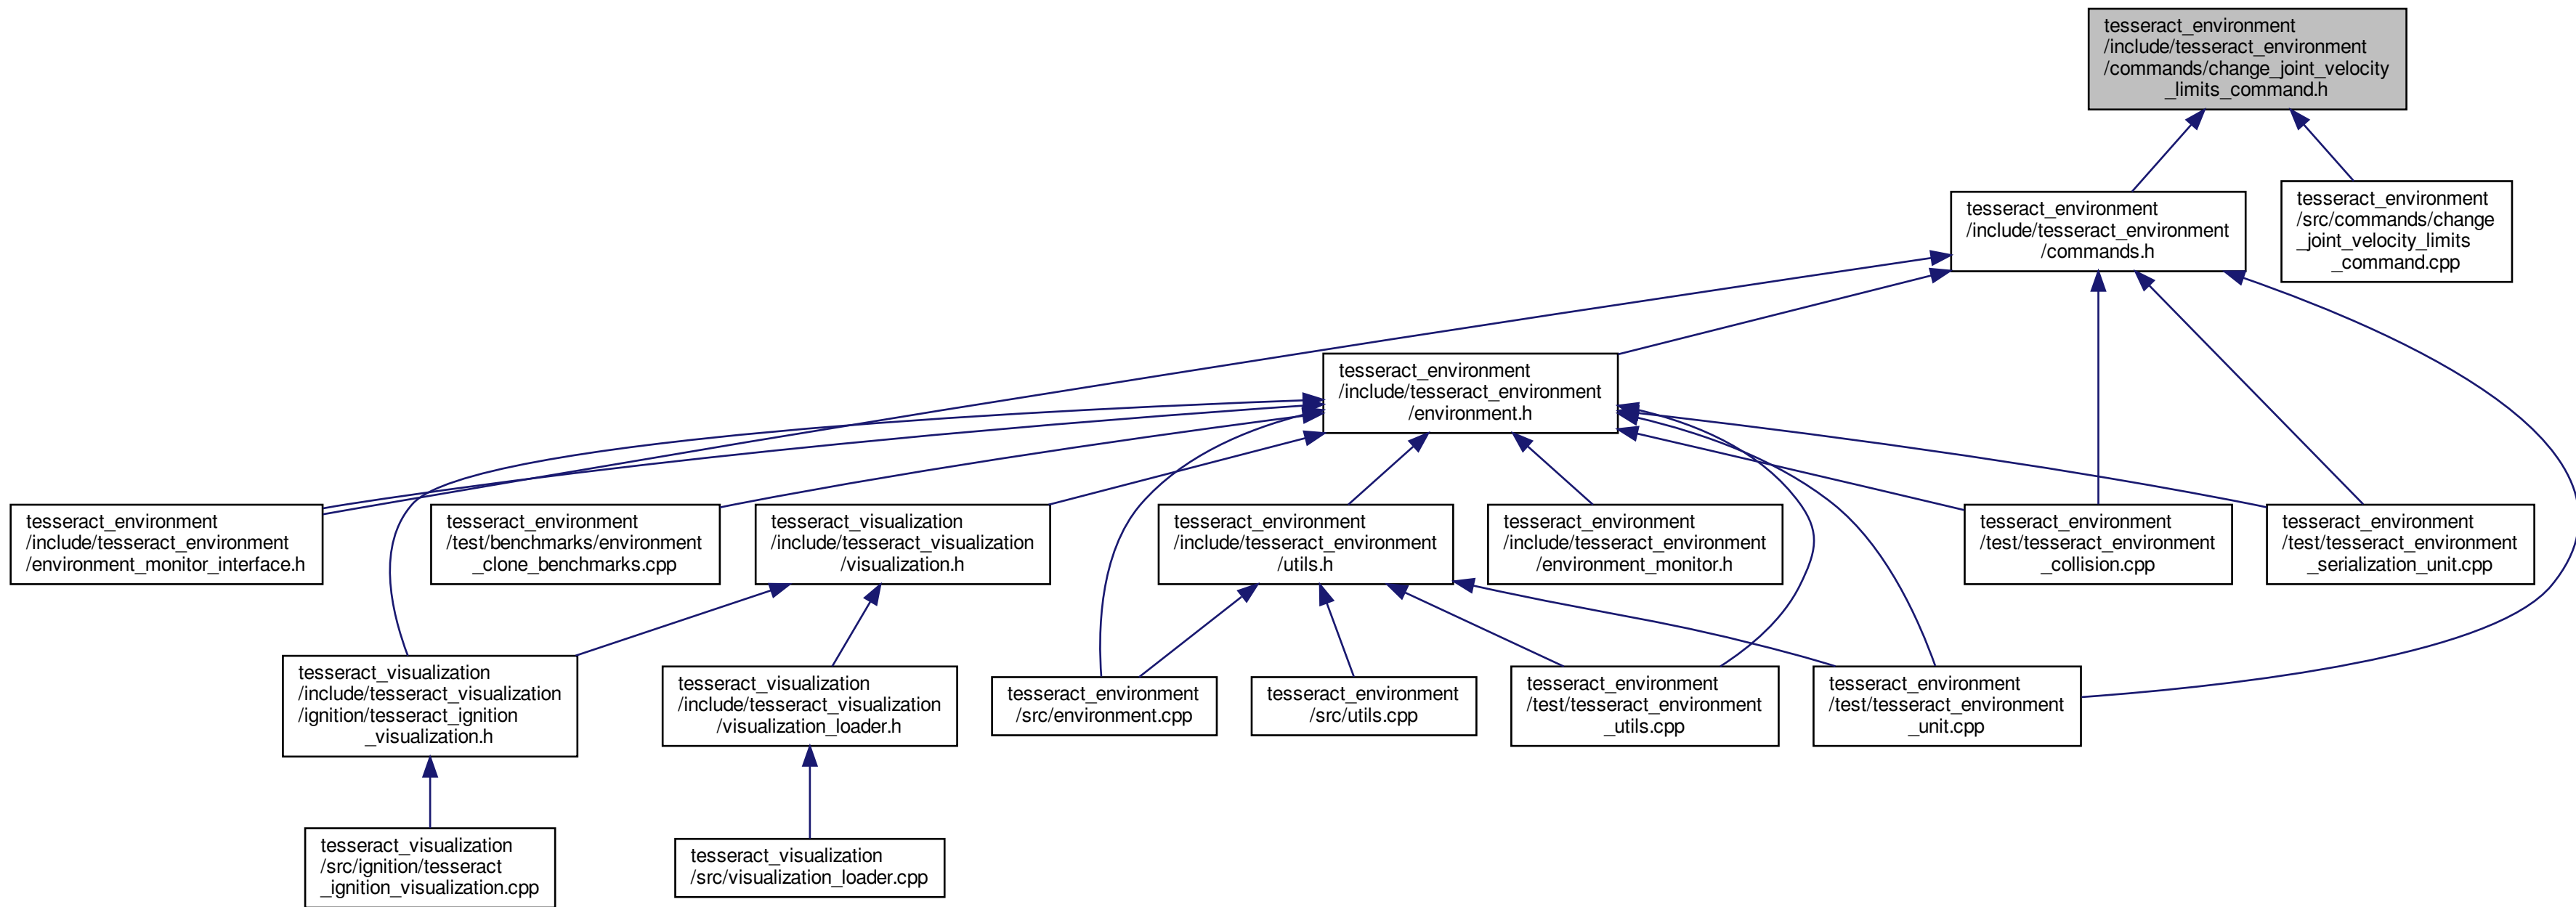 tesseract_environment
/include/tesseract_environment
/commands/change_joint_velocity
_limits_command.h
tesseract_environment
/include/tesseract_environment
/commands.h
tesseract_environment
/src/commands/change
_joint_velocity_limits
_command.cpp
tesseract_environment
/include/tesseract_environment
/environment.h
tesseract_environment
/include/tesseract_environment
/environment_monitor_interface.h
tesseract_environment
/test/benchmarks/environment
_clone_benchmarks.cpp
tesseract_visualization
/include/tesseract_visualization
/visualization.h
tesseract_environment
/include/tesseract_environment
/utils.h
tesseract_environment
/include/tesseract_environment
/environment_monitor.h
tesseract_environment
/test/tesseract_environment
_collision.cpp
tesseract_environment
/test/tesseract_environment
_serialization_unit.cpp
tesseract_visualization
/include/tesseract_visualization
/ignition/tesseract_ignition
_visualization.h
tesseract_visualization
/include/tesseract_visualization
/visualization_loader.h
tesseract_environment
/src/environment.cpp
tesseract_environment
/src/utils.cpp
tesseract_environment
/test/tesseract_environment
_utils.cpp
tesseract_environment
/test/tesseract_environment
_unit.cpp
tesseract_visualization
/src/ignition/tesseract
_ignition_visualization.cpp
tesseract_visualization
/src/visualization_loader.cpp